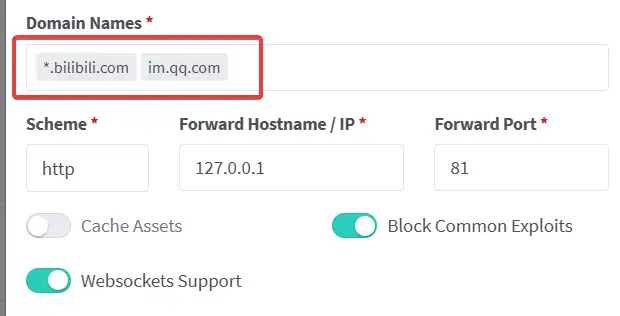 Domain Names *
*.bilibili.com im.qq.com
Scheme * Forward Hostname / IP * Forward Port *
http 127.0.0.1 81
Cache Assets Block Common Exploits
Websockets Support